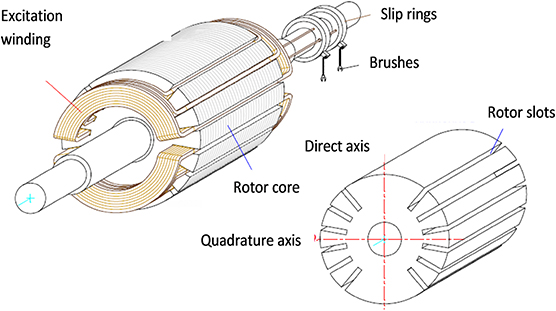 Excitation
winding
Slip rings
Brushes
Rotor core
Rotor slots
Direct axis
Quadrature axis